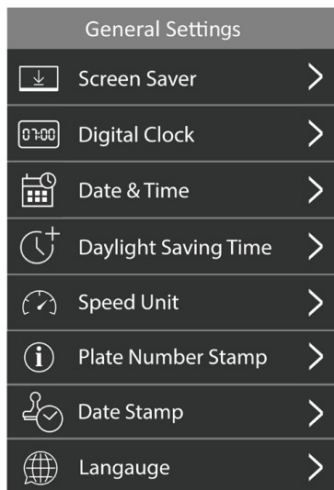 General Settings
Screen Saver
07:00 Digital Clock
Date & Time
Daylight Saving Time
Speed Unit
i Plate Number Stamp
Date Stamp
Langauge